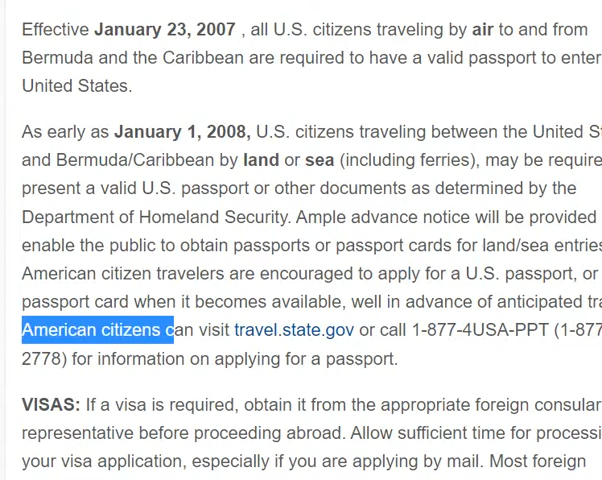 Effective January 23, 2007 , all U.S. citizens traveling by air to and from
Bermuda and the Caribbean are required to have a valid passport to enter
United States.
As early as January 1, 2008, U.S. citizens traveling between the United S
and Bermuda/Caribbean by land or sea (including ferries), may be require
present a valid U.S. passport or other documents as determined by the
Department of Homeland Security. Ample advance notice will be provided
enable the public to obtain passports or passport cards for land/sea entries
American citizen travelers are encouraged to apply for a U.S. passport, or
passport card when it becomes available, well in advance of anticipated tra
American citizens can visit travel.state.gov or call 1-877-4USA-PPT (1-877
2778) for information on applying for a passport.
VISAS: If a visa is required, obtain it from the appropriate foreign consular
representative before proceeding abroad. Allow sufficient time for processi
your visa application, especially if you are applying by mail. Most foreign